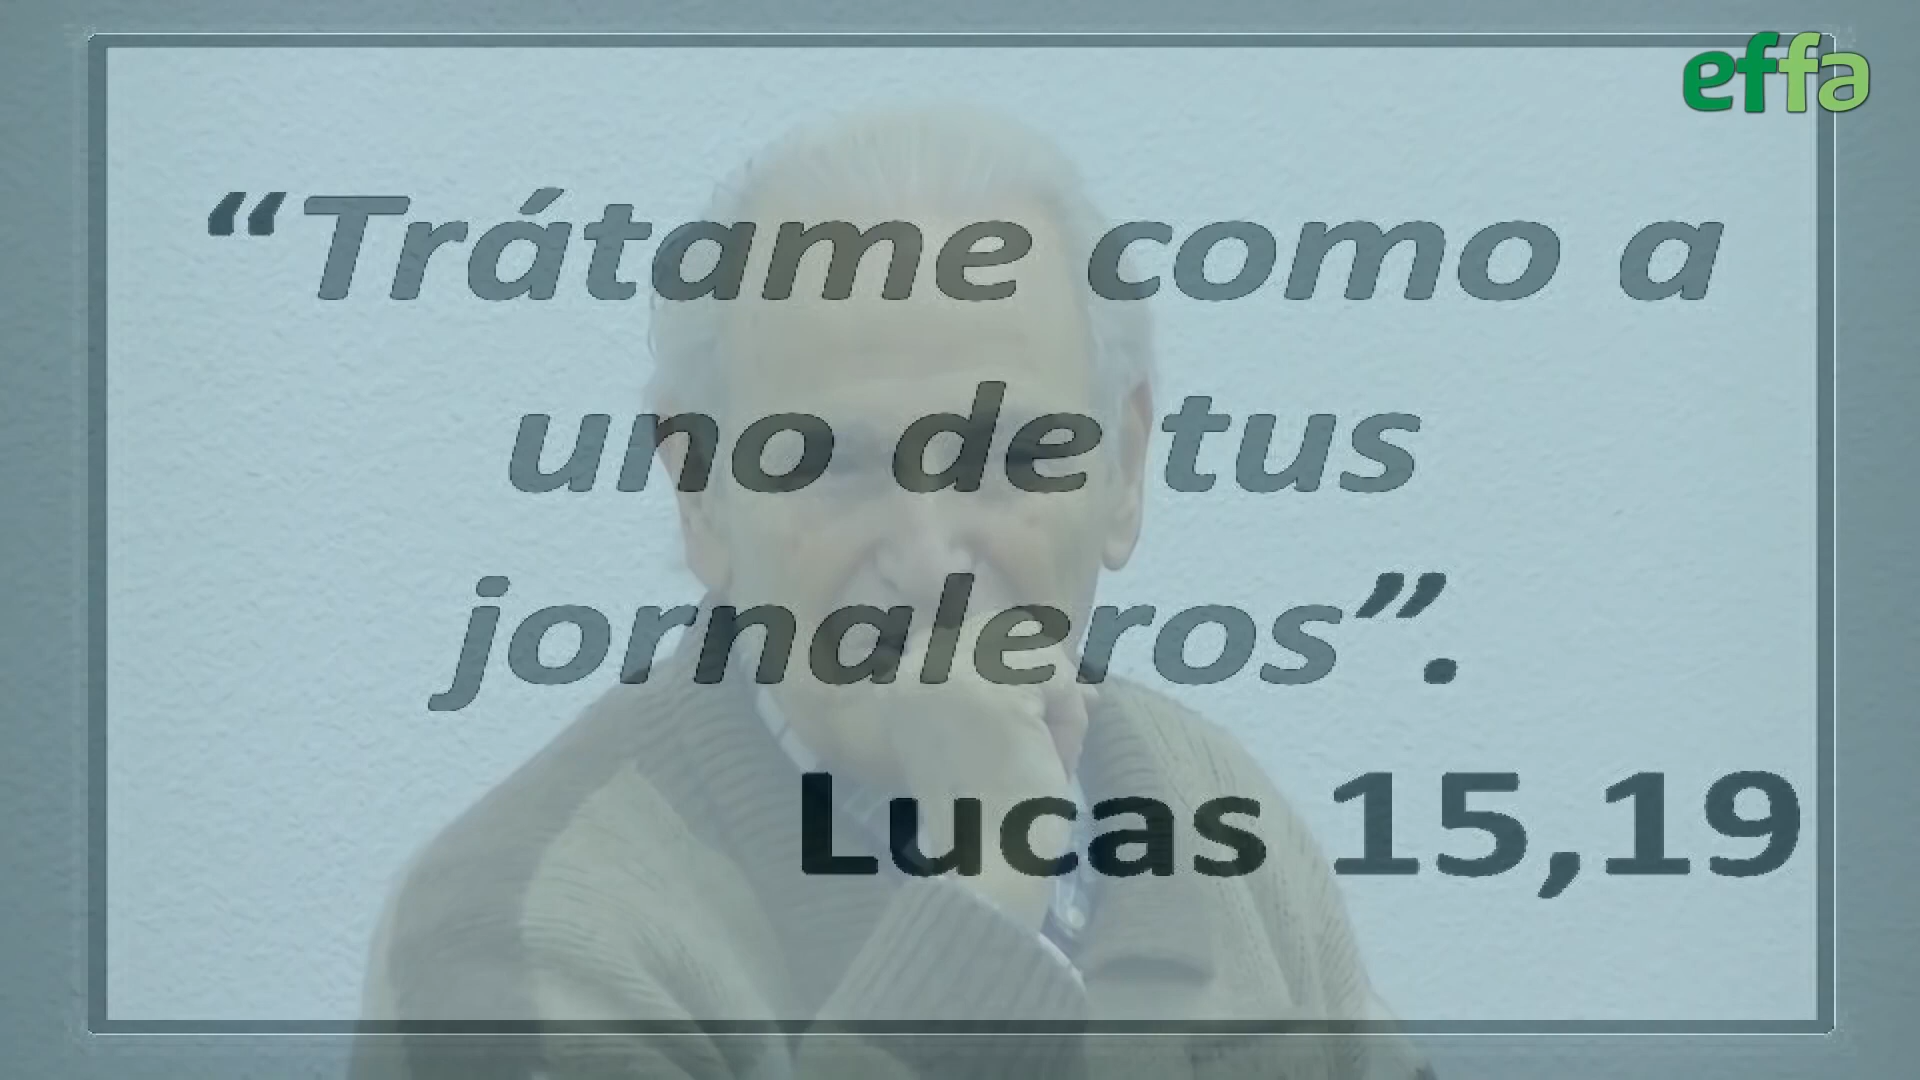 effa
“Trátame como a
uno de tus
jornaleros”.
Lucas 15,19